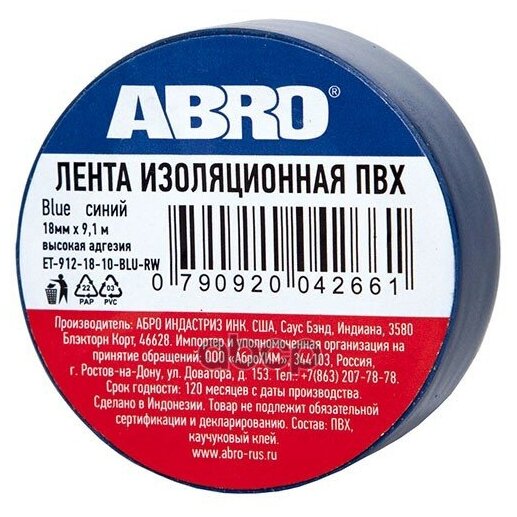 ABRO®
ЛЕНТА ИЗОЛЯЦИОННАЯ ПВХ
Blue синий
18мм х 9,1 м
высокая адгезия
ET-912-18-10-BLU-RW
0 790920 042661
22 PAP 03 PVC
Производитель: АБРО ИНДАСТРИЗ ИНК. США, Саус Бэнд, Индиана, 3580
Блэкторн Корт, 46628. Импортер и уполномоченная организация на
принятие обращений: ООО «АброХим», 344103, Россия,
г. Ростов-на-Дону, ул. Доватора, д. 153. Тел.:+7(863) 207-78-78.
Срок годности: 120 месяцев с даты производства.
Сделано в Индонезии. Товар не подлежит обязательной
сертификации и декларированию. Состав: ПВХ,
каучуковый клей.
www.abro-rus.ru